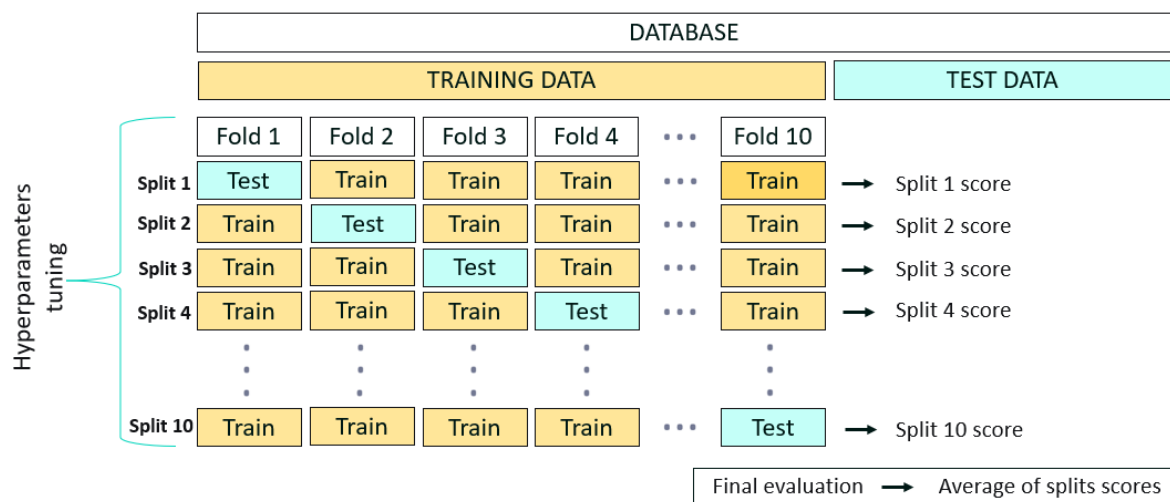 DATABASE
TRAINING DATA TEST DATA
Fold 1 Fold 2 Fold 3 Fold 4 Fold 10
Split 1 Test Train Train Train Train Split 1 score
Split 2 Train Test Train Train Train Split 2 score
Split 3 Train Train Test Train Train Split 3 score
Split 4 Train Train Train Test Train Split 4 score
Split 10 Train Train Train Train Test Split 10 score
Hyperparameters
tuning
Final evaluation Average of splits scores